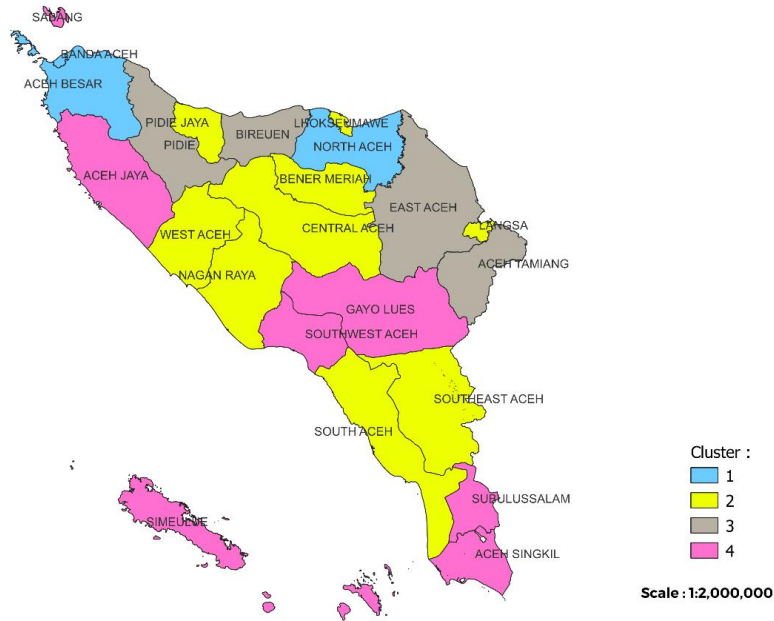 SABANG
BANDA ACEH
ACEH BESAR
PIDIE JAYA
LHOKSEUMAWE
BIREUEN
PIDIE
NORTH ACEH
ACEH JAYA
BENER MERIAH
EAST ACEH
LANGSA
WEST ACEH
CENTRAL ACEH
ACEH TAMIANG
NAGAN RAYA
GAYO LUES
SOUTHWEST ACEH
SOUTHEAST ACEH
SOUTH ACEH
Cluster :
1
2
3
4
SUBULUSSALAM
SIMEULUE
ACEH SINGKIL
Scale : 1:2,000,000